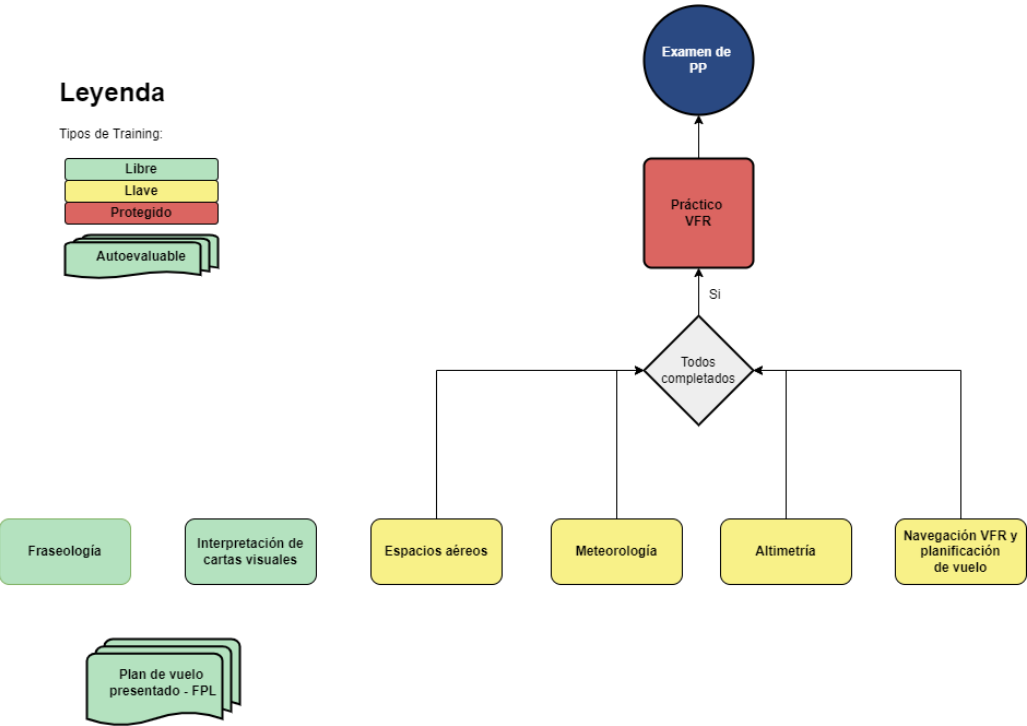 Leyenda
Tipos de Training:
Libre
Llave
Protegido
Autoevaluable
Examen de
PP
Práctico
VFR
Si
Todos
completados
Fraseología
Interpretación de
cartas visuales
Espacios aéreos
Meteorología
Altimetría
Navegación VFR y
planificación
de vuelo
Plan de vuelo
presentado - FPL